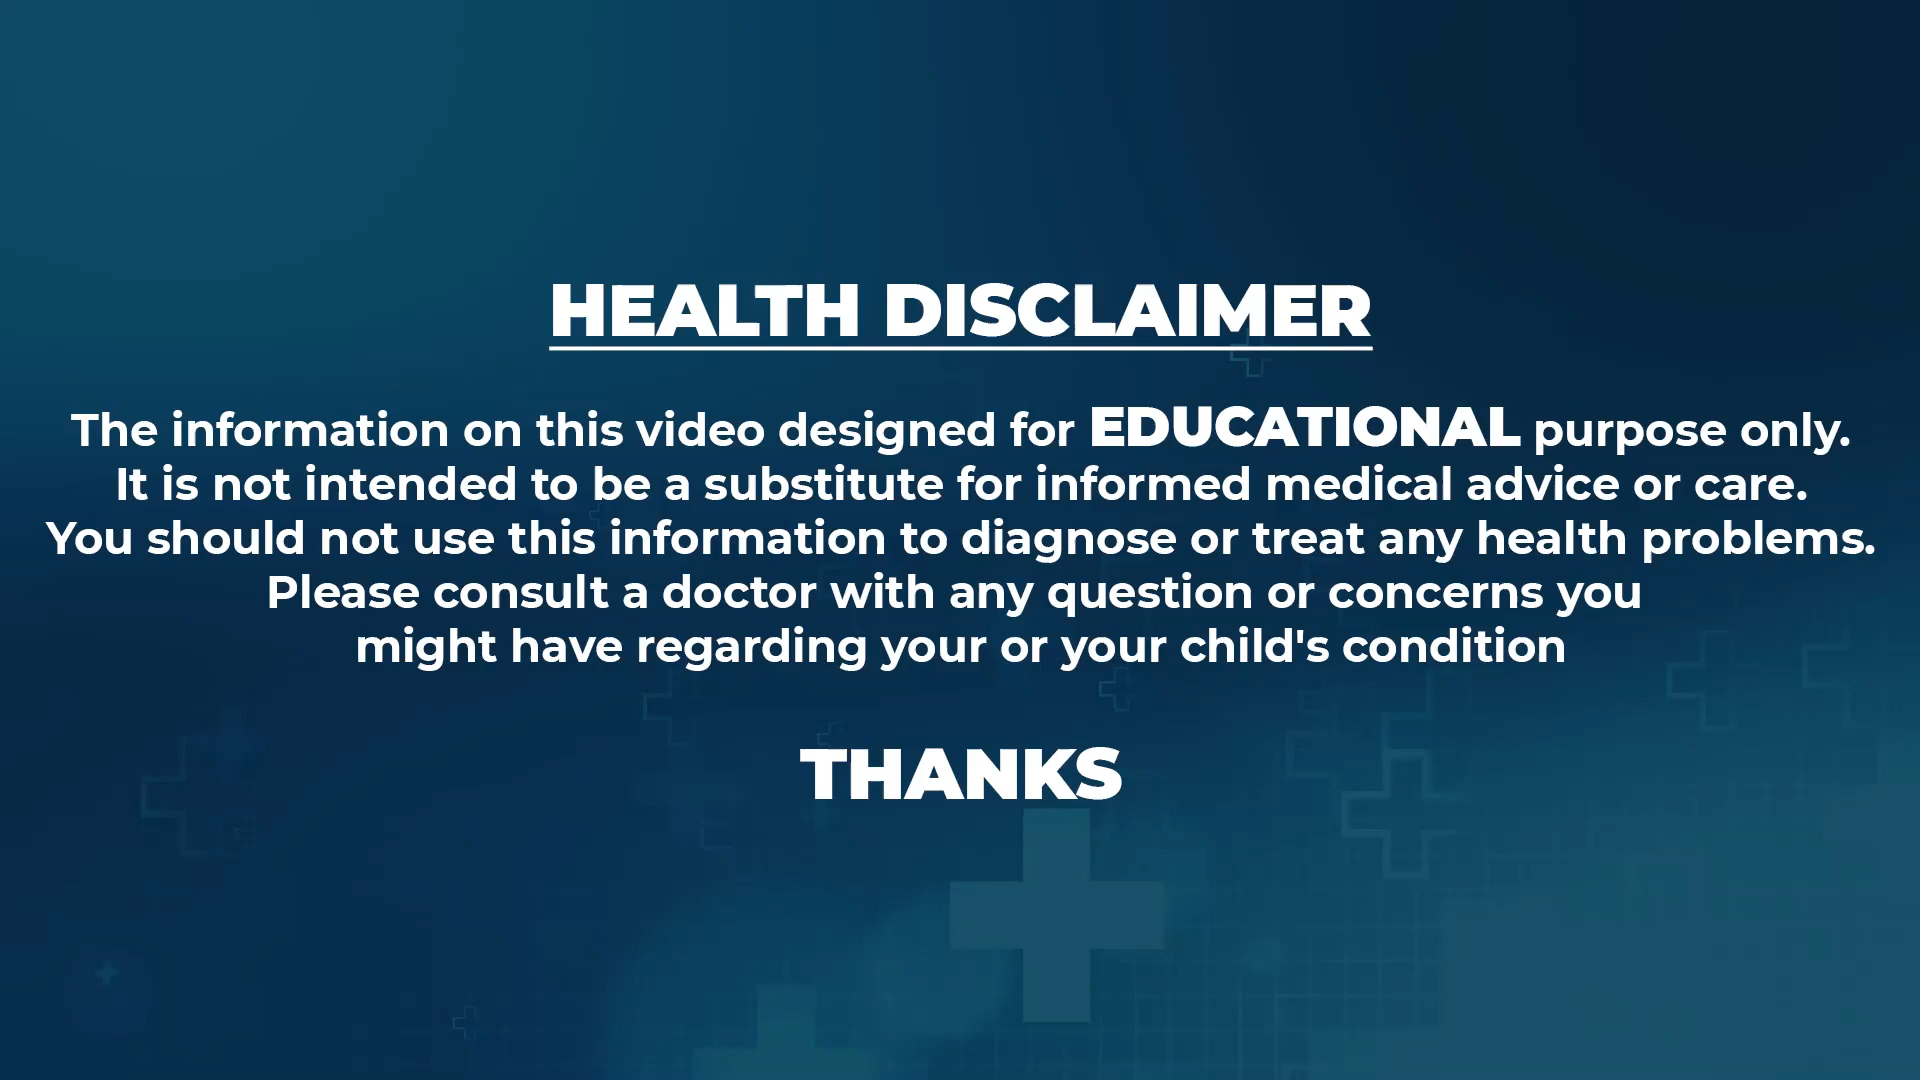 HEALTH DISCLAIMER
The information on this video designed for EDUCATIONAL purpose only.
It is not intended to be a substitute for informed medical advice or care.
You should not use this information to diagnose or treat any health problems.
Please consult a doctor with any question or concerns you
might have regarding your or your child's condition
THANKS